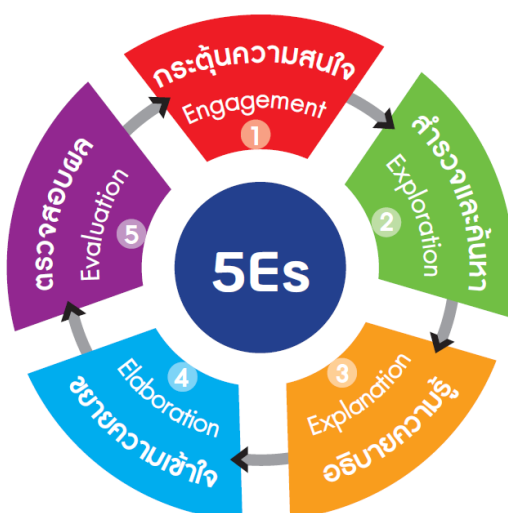 กระตุ้นความสนใจ
Engagement
1
สำรวจและค้นหา
Exploration
2
3
Explanation
อธิบายความรู้
4
Elaboration
ขยายความเข้าใจ
ตรวจสอบผล
Evaluation
5
5Es